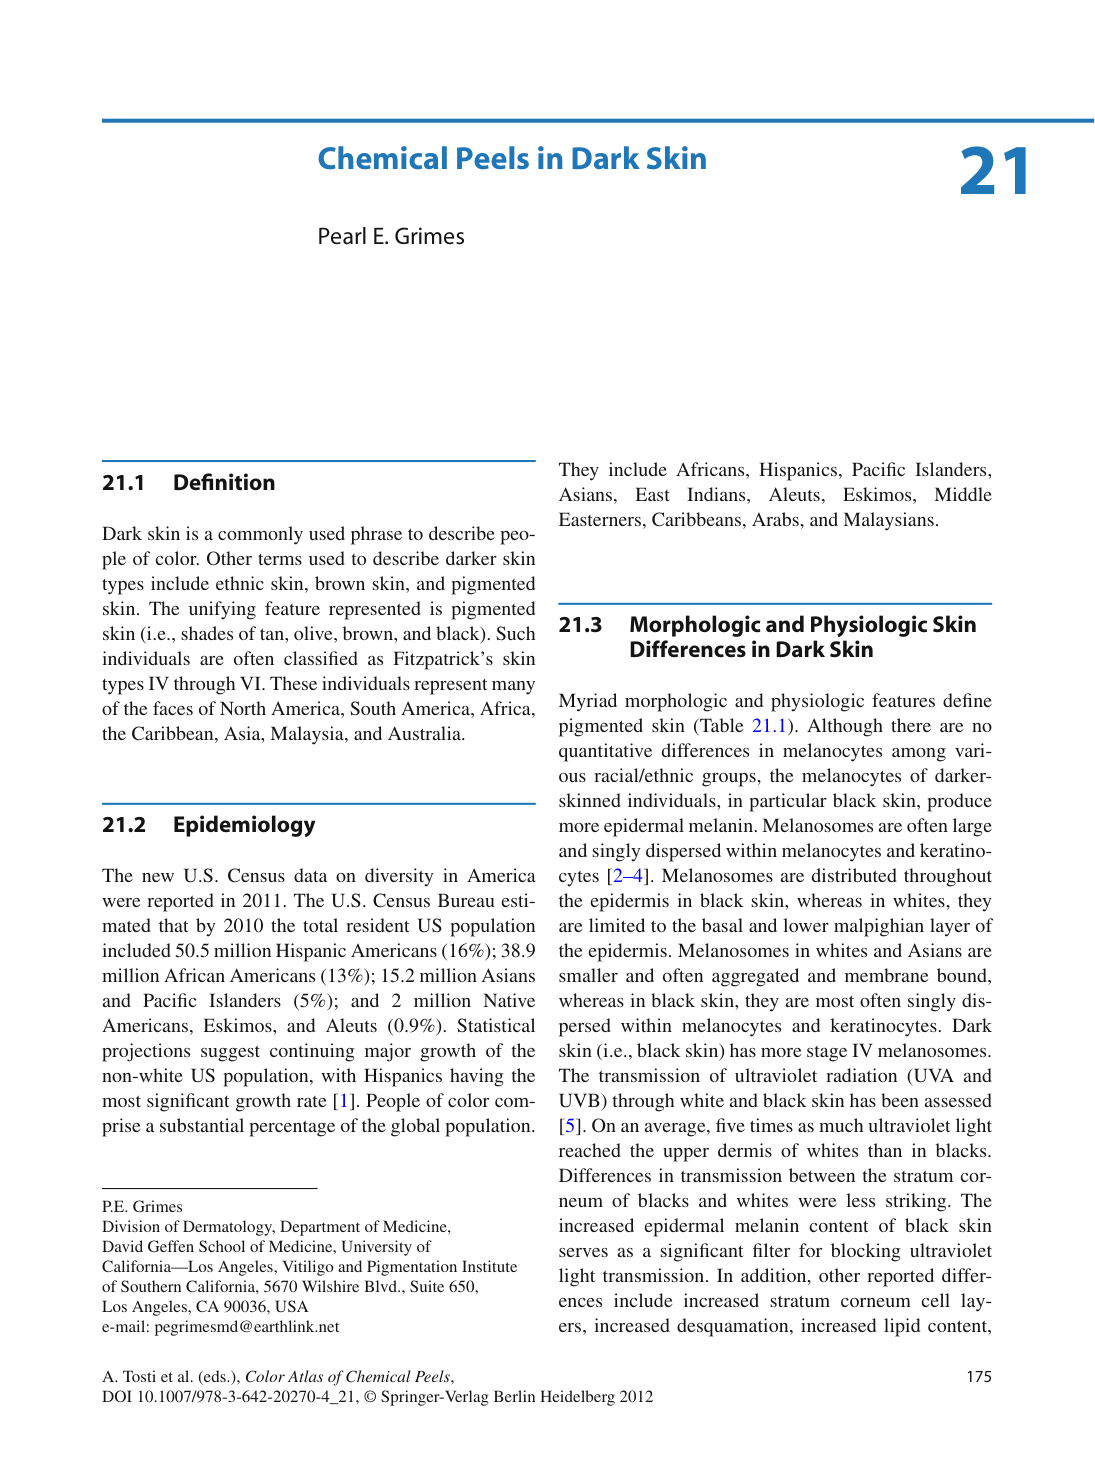 Chemical Peels in Dark Skin
21
Pearl E. Grimes
21.1 Definition
Dark skin is a commonly used phrase to describe peo-
ple of color. Other terms used to describe darker skin
types include ethnic skin, brown skin, and pigmented
skin. The unifying feature represented is pigmented
skin (i.e., shades of tan, olive, brown, and black). Such
individuals are often classified as Fitzpatrick's skin
types IV through VI. These individuals represent many
of the faces of North America, South America, Africa,
the Caribbean, Asia, Malaysia, and Australia.
21.2 Epidemiology
The new U.S. Census data on diversity in America
were reported in 2011. The U.S. Census Bureau esti-
mated that by 2010 the total resident US population
included 50.5 million Hispanic Americans (16%); 38.9
million African Americans (13%); 15.2 million Asians
and Pacific Islanders (5%); and 2 million Native
Americans, Eskimos, and Aleuts (0.9%). Statistical
projections suggest continuing major growth of the
non-white US population, with Hispanics having the
most significant growth rate [1]. People of color com-
prise a substantial percentage of the global population.
P.E. Grimes
Division of Dermatology, Department of Medicine,
David Geffen School of Medicine, University of
California—Los Angeles, Vitiligo and Pigmentation Institute
of Southern California, 5670 Wilshire Blvd., Suite 650,
Los Angeles, CA 90036, USA
e-mail: pegrimesmd@earthlink.net
They include Africans, Hispanics, Pacific Islanders,
Asians, East Indians, Aleuts, Eskimos, Middle
Easterners, Caribbeans, Arabs, and Malaysians.
21.3 Morphologic and Physiologic Skin
Differences in Dark Skin
Myriad morphologic and physiologic features define
pigmented skin (Table 21.1). Although there are no
quantitative differences in melanocytes among vari-
ous racial/ethnic groups, the melanocytes of darker-
skinned individuals, in particular black skin, produce
more epidermal melanin. Melanosomes are often large
and singly dispersed within melanocytes and keratino-
cytes [2–4]. Melanosomes are distributed throughout
the epidermis in black skin, whereas in whites, they
are limited to the basal and lower malpighian layer of
the epidermis. Melanosomes in whites and Asians are
smaller and often aggregated and membrane bound,
whereas in black skin, they are most often singly dis-
persed within melanocytes and keratinocytes. Dark
skin (i.e., black skin) has more stage IV melanosomes.
The transmission of ultraviolet radiation (UVA and
UVB) through white and black skin has been assessed
[5]. On an average, five times as much ultraviolet light
reached the upper dermis of whites than in blacks.
Differences in transmission between the stratum cor-
neum of blacks and whites were less striking. The
increased epidermal melanin content of black skin
serves as a significant filter for blocking ultraviolet
light transmission. In addition, other reported differ-
ences include increased stratum corneum cell lay-
ers, increased desquamation, increased lipid content,
A. Tosti et al. (eds.), Color Atlas of Chemical Peels,
DOI 10.1007/978-3-642-20270-4_21, © Springer-Verlag Berlin Heidelberg 2012
175